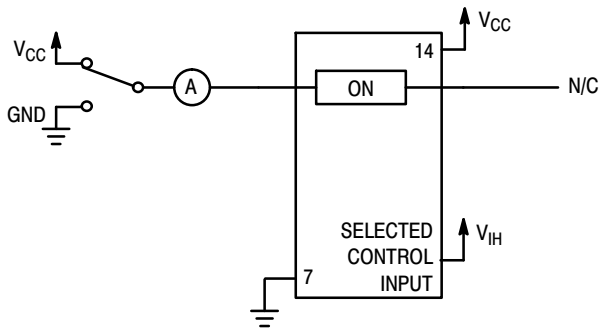 V_CC
V_CC
14
A
ON
N/C
GND
SELECTED
CONTROL
INPUT
V_IH
7